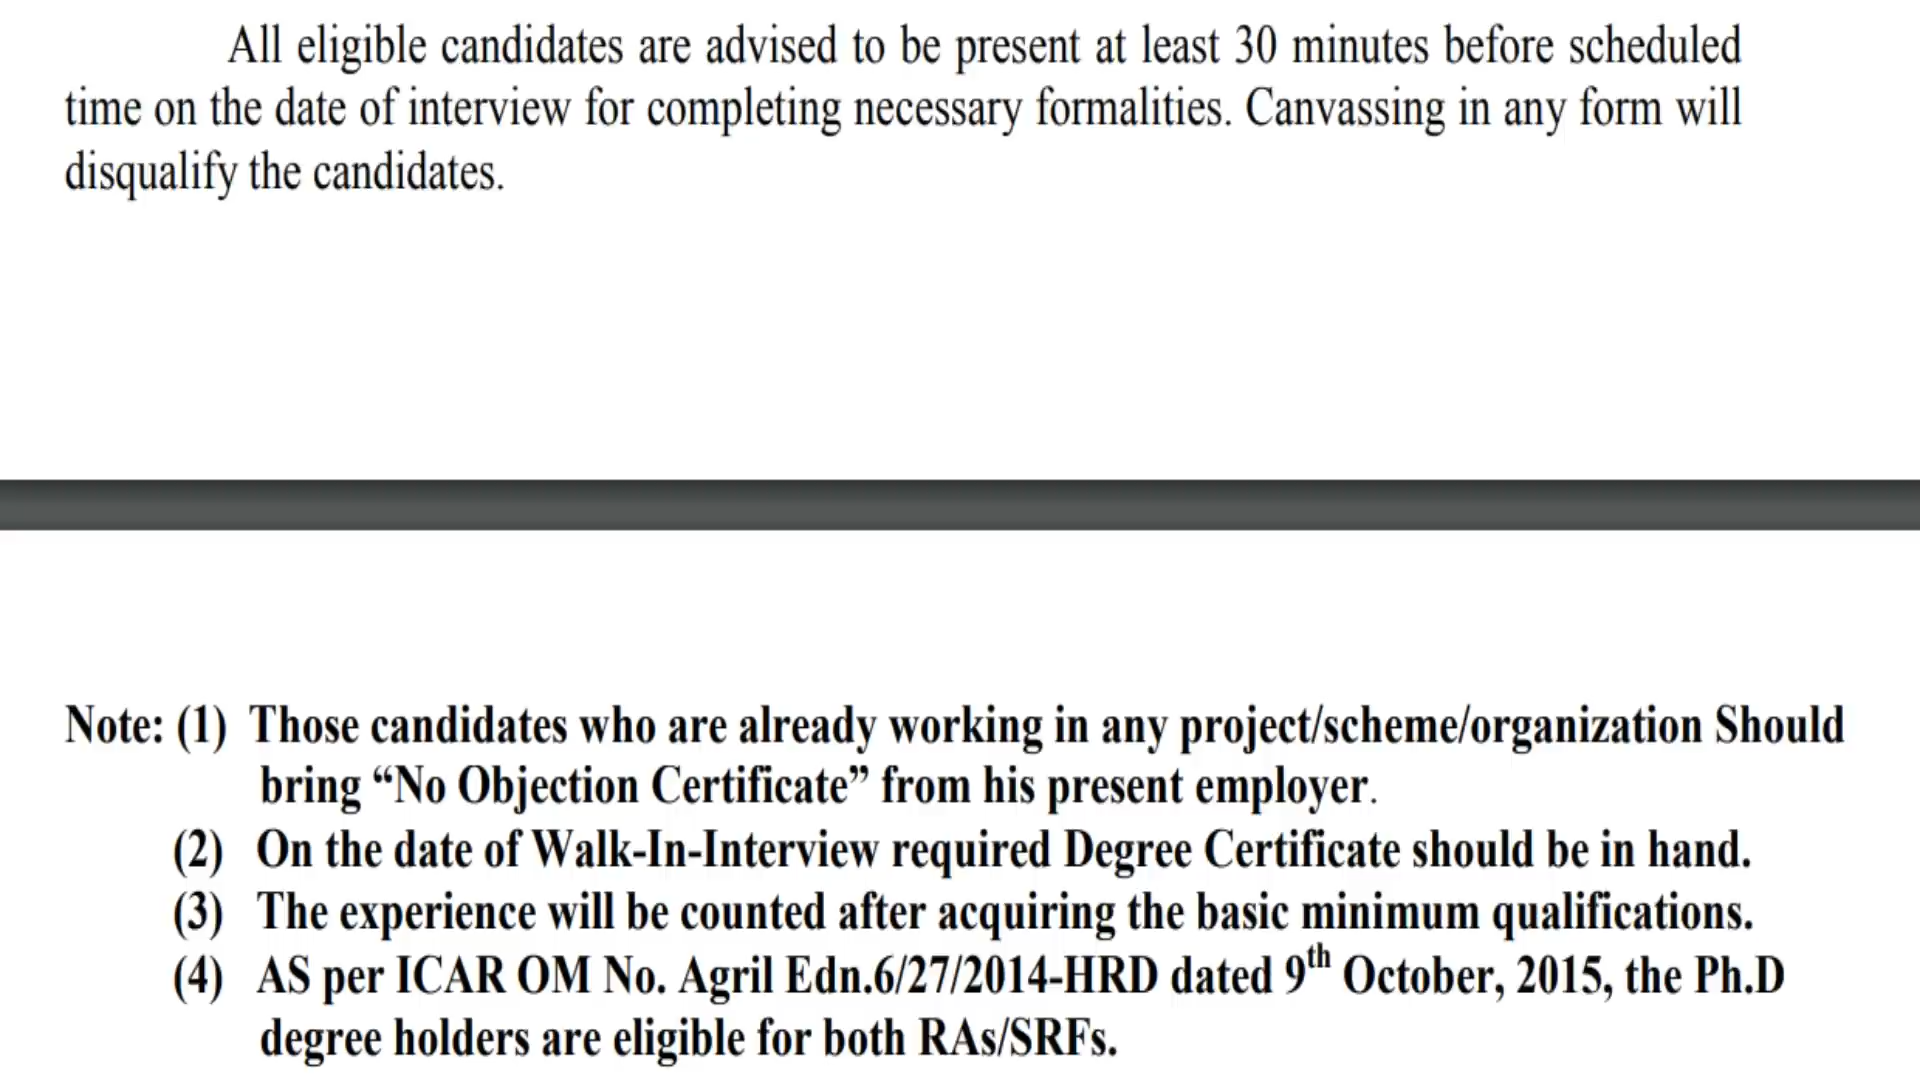 All eligible candidates are advised to be present at least 30 minutes before scheduled
time on the date of interview for completing necessary formalities. Canvassing in any form will
disqualify the candidates.
Note: (1) Those candidates who are already working in any project/scheme/organization Should
bring “No Objection Certificate” from his present employer.
(2) On the date of Walk-In-Interview required Degree Certificate should be in hand.
(3) The experience will be counted after acquiring the basic minimum qualifications.
(4) AS per ICAR OM No. Agril Edn.6/27/2014-HRD dated 9th October, 2015, the Ph.D
degree holders are eligible for both RAs/SRFs.